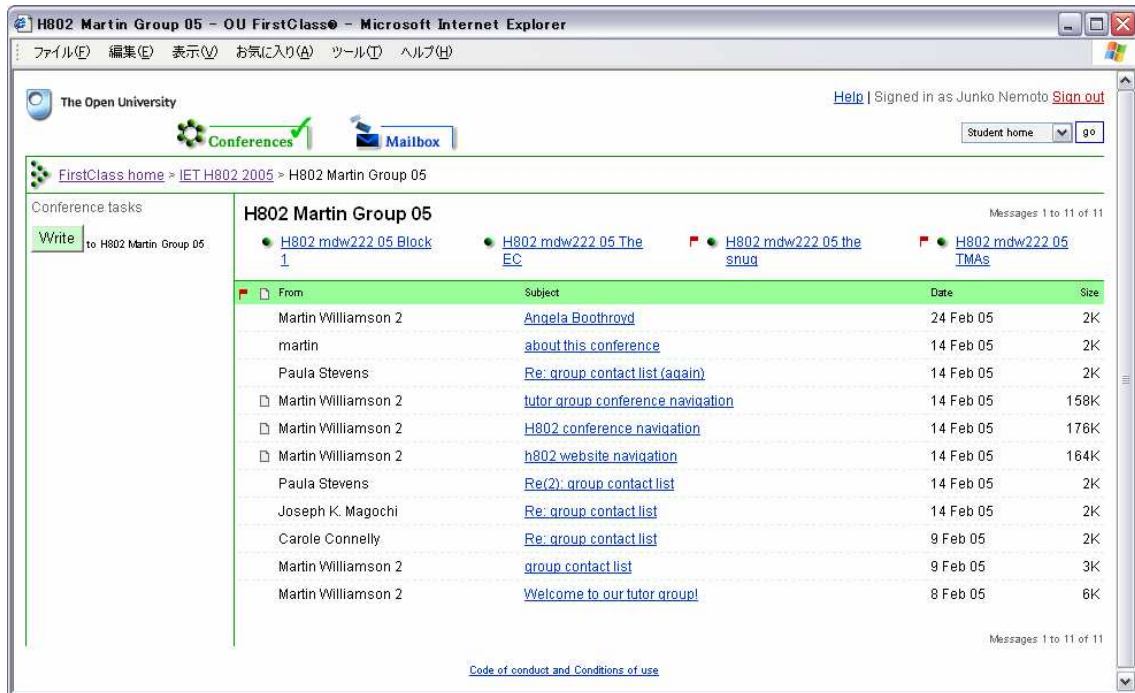 H802 Martin Group 05 - OU FirstClass® - Microsoft Internet Explorer
ファイル(F) 編集(E) 表示(V) お気に入り(A) ツール(T) ヘルプ(H)
The Open University
Help | Signed in as Junko Nemoto Sign out
Conferences Mailbox
Student home go
FirstClass home > IET H802 2005 > H802 Martin Group 05
Conference tasks
Write to H802 Martin Group 05
H802 Martin Group 05
Messages 1 to 11 of 11
H802 mdw222 05 Block
1
H802 mdw222 05 The
EC
H802 mdw222 05 the
snug
H802 mdw222 05
TMAs
From Subject Date Size
Martin Williamson 2 Angela Boothroyd 24 Feb 05 2K
martin about this conference 14 Feb 05 2K
Paula Stevens Re: group contact list (again) 14 Feb 05 2K
Martin Williamson 2 tutor group conference navigation 14 Feb 05 158K
Martin Williamson 2 H802 conference navigation 14 Feb 05 176K
Martin Williamson 2 h802 website navigation 14 Feb 05 164K
Paula Stevens Re(2): group contact list 14 Feb 05 2K
Joseph K. Magochi Re: group contact list 14 Feb 05 2K
Carole Connelly Re: group contact list 9 Feb 05 2K
Martin Williamson 2 group contact list 9 Feb 05 3K
Martin Williamson 2 Welcome to our tutor group! 8 Feb 05 6K
Messages 1 to 11 of 11
Code of conduct and Conditions of use